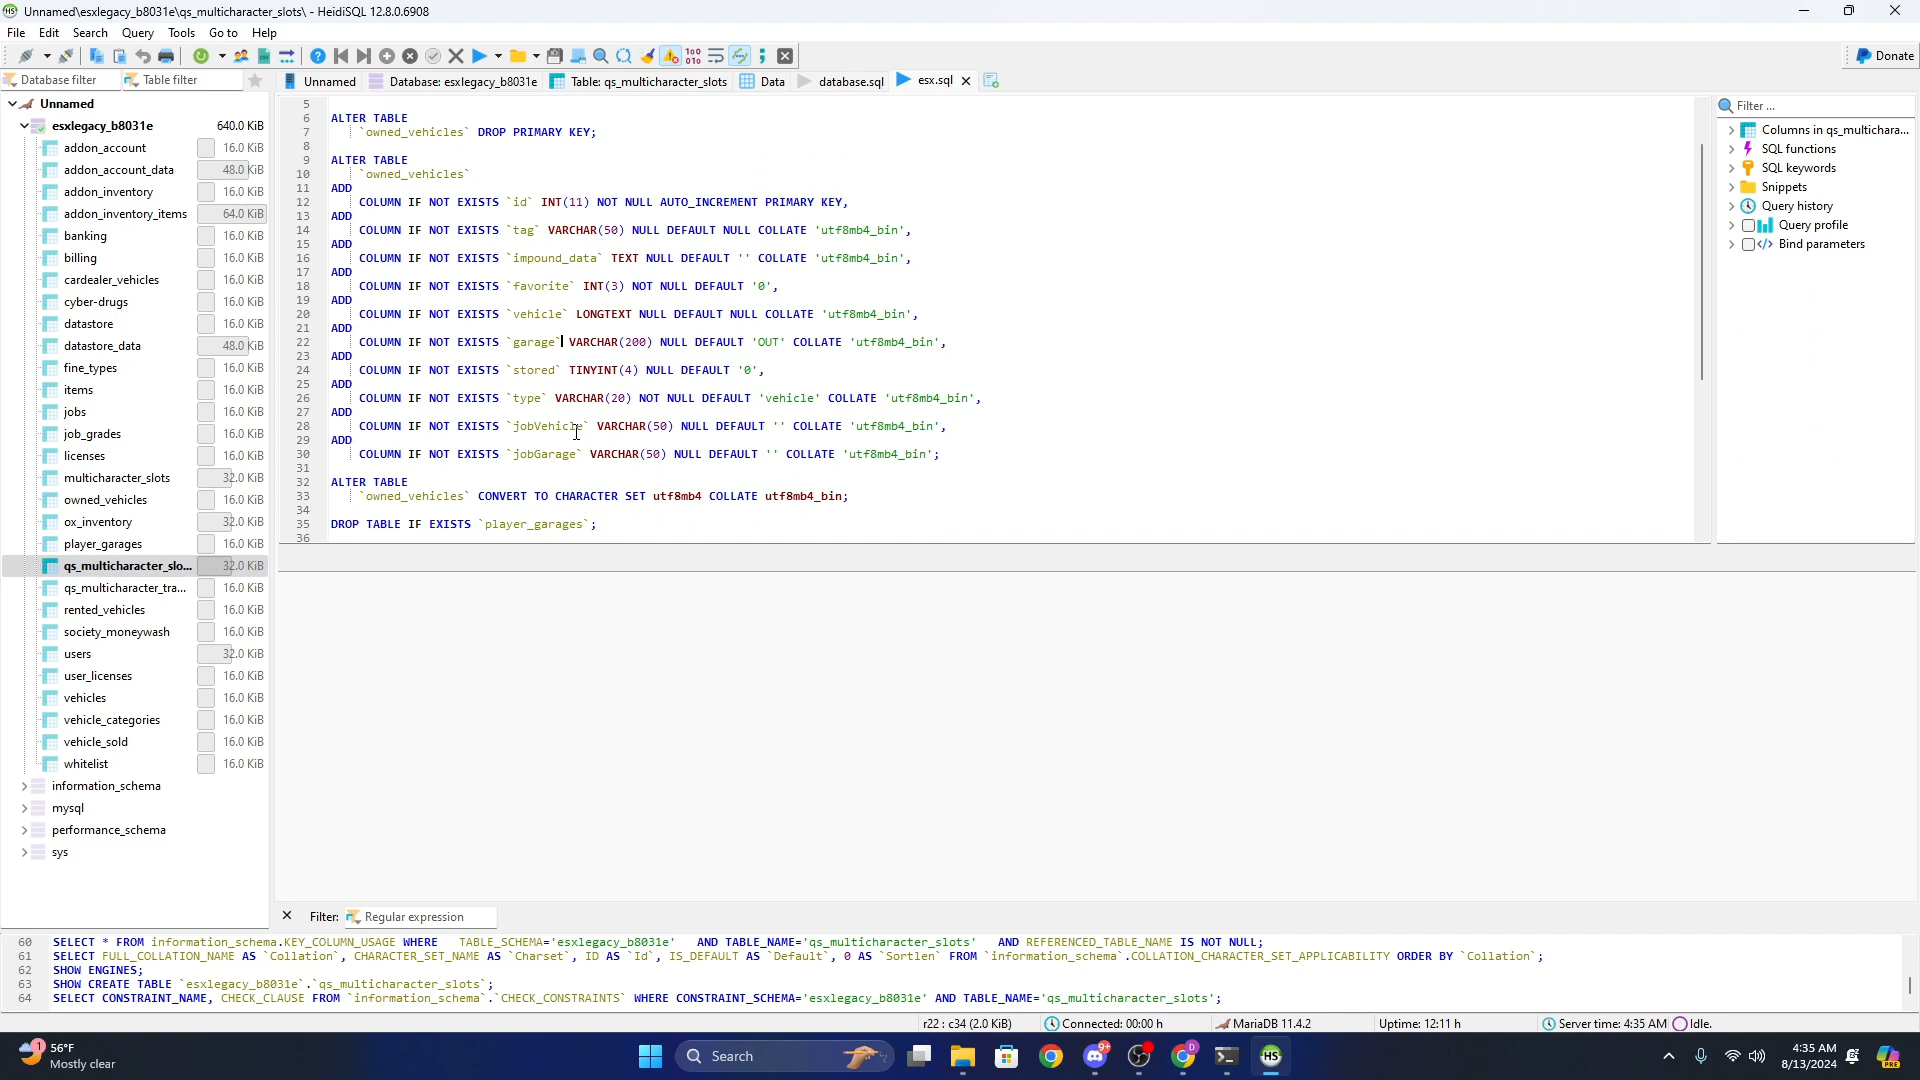 Unnamed\esxlegacy_b8031e\qs_multicharacter_slots\ - HeidiSQL 12.8.0.6908
File Edit Search Query Tools Go to Help
Donate
Database filter Table filter
Unnamed Database: esxlegacy_b8031e Table: qs_multicharacter_slots Data database.sql esx.sql
Unnamed
esxlegacy_b8031e 640.0 KiB
addon_account 16.0 KiB
addon_account_data 48.0 KiB
addon_inventory 16.0 KiB
addon_inventory_items 64.0 KiB
banking 16.0 KiB
billing 16.0 KiB
cardealer_vehicles 16.0 KiB
cyber-drugs 16.0 KiB
datastore 16.0 KiB
datastore_data 48.0 KiB
fine_types 16.0 KiB
items 16.0 KiB
jobs 16.0 KiB
job_grades 16.0 KiB
licenses 16.0 KiB
multicharacter_slots 32.0 KiB
owned_vehicles 16.0 KiB
ox_inventory 32.0 KiB
player_garages 16.0 KiB
qs_multicharacter_slo... 32.0 KiB
qs_multicharacter_tra... 16.0 KiB
rented_vehicles 16.0 KiB
society_moneywash 16.0 KiB
users 32.0 KiB
user_licenses 16.0 KiB
vehicles 16.0 KiB
vehicle_categories 16.0 KiB
vehicle_sold 16.0 KiB
whitelist 16.0 KiB
information_schema
mysql
performance_schema
sys
5
6 ALTER TABLE
7 `owned_vehicles` DROP PRIMARY KEY;
8
9 ALTER TABLE
10 `owned_vehicles`
11 ADD
12 COLUMN IF NOT EXISTS `id` INT(11) NOT NULL AUTO_INCREMENT PRIMARY KEY,
13 ADD
14 COLUMN IF NOT EXISTS `tag` VARCHAR(50) NULL DEFAULT NULL COLLATE 'utf8mb4_bin',
15 ADD
16 COLUMN IF NOT EXISTS `impound_data` TEXT NULL DEFAULT '' COLLATE 'utf8mb4_bin',
17 ADD
18 COLUMN IF NOT EXISTS `favorite` INT(3) NOT NULL DEFAULT '0',
19 ADD
20 COLUMN IF NOT EXISTS `vehicle` LONGTEXT NULL DEFAULT NULL COLLATE 'utf8mb4_bin',
21 ADD
22 COLUMN IF NOT EXISTS `garage` VARCHAR(200) NULL DEFAULT 'OUT' COLLATE 'utf8mb4_bin',
23 ADD
24 COLUMN IF NOT EXISTS `stored` TINYINT(4) NULL DEFAULT '0',
25 ADD
26 COLUMN IF NOT EXISTS `type` VARCHAR(20) NOT NULL DEFAULT 'vehicle' COLLATE 'utf8mb4_bin',
27 ADD
28 COLUMN IF NOT EXISTS `jobVehicle` VARCHAR(50) NULL DEFAULT '' COLLATE 'utf8mb4_bin',
29 ADD
30 COLUMN IF NOT EXISTS `jobGarage` VARCHAR(50) NULL DEFAULT '' COLLATE 'utf8mb4_bin';
31
32 ALTER TABLE
33 `owned_vehicles` CONVERT TO CHARACTER SET utf8mb4 COLLATE utf8mb4_bin;
34
35 DROP TABLE IF EXISTS `player_garages`;
36
Filter ...
Columns in qs_multichara...
SQL functions
SQL keywords
Snippets
Query history
Query profile
Bind parameters
Filter: Regular expression
60 SELECT * FROM information_schema.KEY_COLUMN_USAGE WHERE TABLE_SCHEMA='esxlegacy_b8031e' AND TABLE_NAME='qs_multicharacter_slots' AND REFERENCED_TABLE_NAME IS NOT NULL;
61 SELECT FULL_COLLATION_NAME AS `Collation`, CHARACTER_SET_NAME AS `Charset`, ID AS `Id`, IS_DEFAULT AS `Default`, 0 AS `Sortlen` FROM `information_schema`.COLLATION_CHARACTER_SET_APPLICABILITY ORDER BY `Collation`;
62 SHOW ENGINES;
63 SHOW CREATE TABLE `esxlegacy_b8031e`.`qs_multicharacter_slots`;
64 SELECT CONSTRAINT_NAME, CHECK_CLAUSE FROM `information_schema`.`CHECK_CONSTRAINTS` WHERE CONSTRAINT_SCHEMA='esxlegacy_b8031e' AND TABLE_NAME='qs_multicharacter_slots';
r22 : c34 (2.0 KiB) Connected: 00:00 h MariaDB 11.4.2 Uptime: 12:11 h Server time: 4:35 AM Idle.
1 56°F
Mostly clear
Search
9+
D
HS
4:35 AM
8/13/2024
PRE